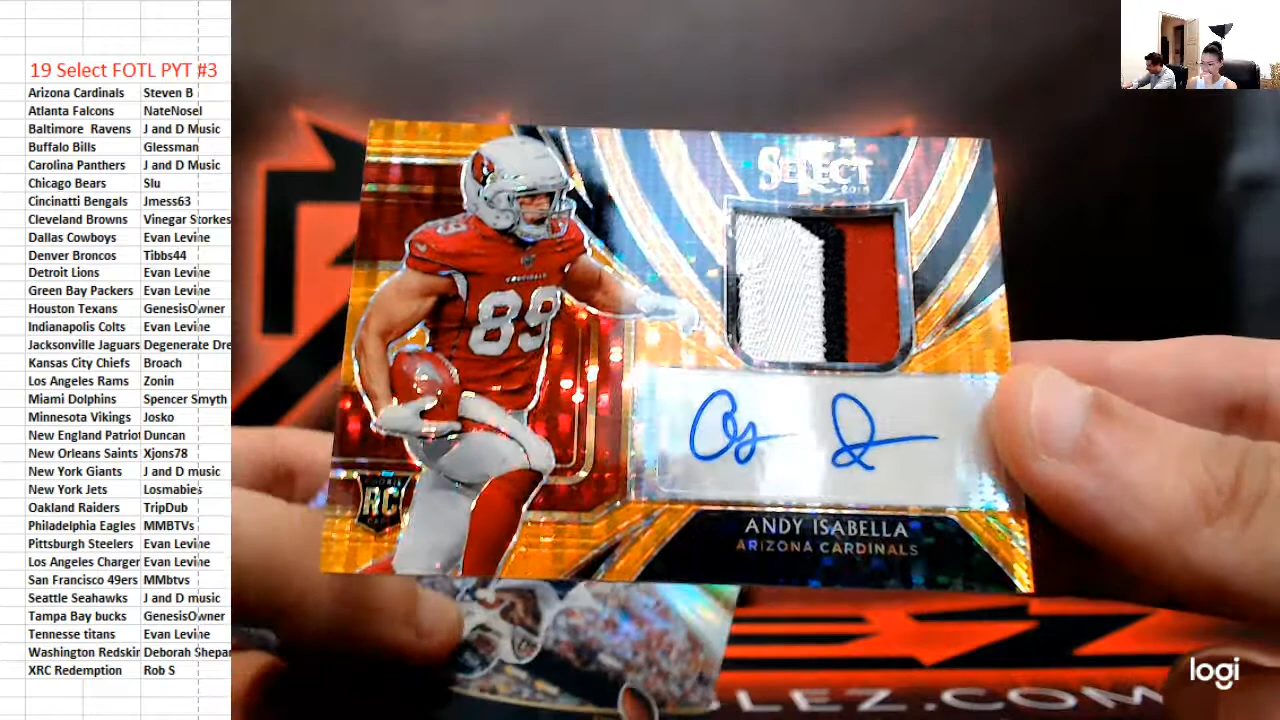 19 Select FOTL PYT #3
Arizona Cardinals Steven B
Atlanta Falcons NateNosel
Baltimore Ravens J and D Music
Buffalo Bills Glessman
Carolina Panthers J and D Music
Chicago Bears Slu
Cincinatti Bengals Jmess63
Cleveland Browns Vinegar Storkes
Dallas Cowboys Evan Levine
Denver Broncos Tibbs44
Detroit Lions Evan Levine
Green Bay Packers Evan Levine
Houston Texans GenesisOwner
Indianapolis Colts Evan Levine
Jacksonville Jaguars Degenerate Dre
Kansas City Chiefs Broach
Los Angeles Rams Zonin
Miami Dolphins Spencer Smyth
Minnesota Vikings Josko
New England Patriot Duncan
New Orleans Saints Xjons78
New York Giants J and D music
New York Jets Losmabies
Oakland Raiders TripDub
Philadelphia Eagles MMBTVs
Pittsburgh Steelers Evan Levine
Los Angeles Charger Evan Levine
San Francisco 49ers MMbtvs
Seattle Seahawks J and D music
Tampa Bay bucks GenesisOwner
Tennesse titans Evan Levine
Washington Redskin Deborah Shepar
XRC Redemption Rob S
SELECT
2019
89
CARDINALS
89
RC
ANDY ISABELLA
ARIZONA CARDINALS
LEZ.COM
logi